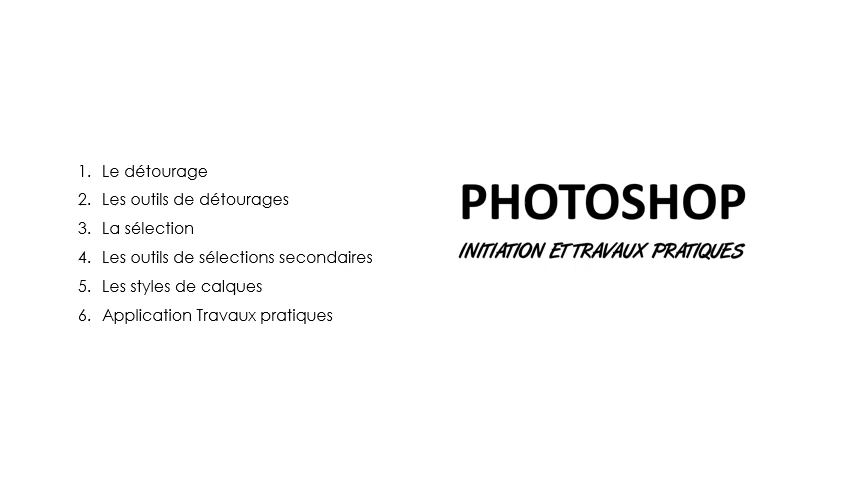 1. Le détourage
2. Les outils de détourages
3. La sélection
4. Les outils de sélections secondaires
5. Les styles de calques
6. Application Travaux pratiques
PHOTOSHOP
INITIATION ET TRAVAUX PRATIQUES